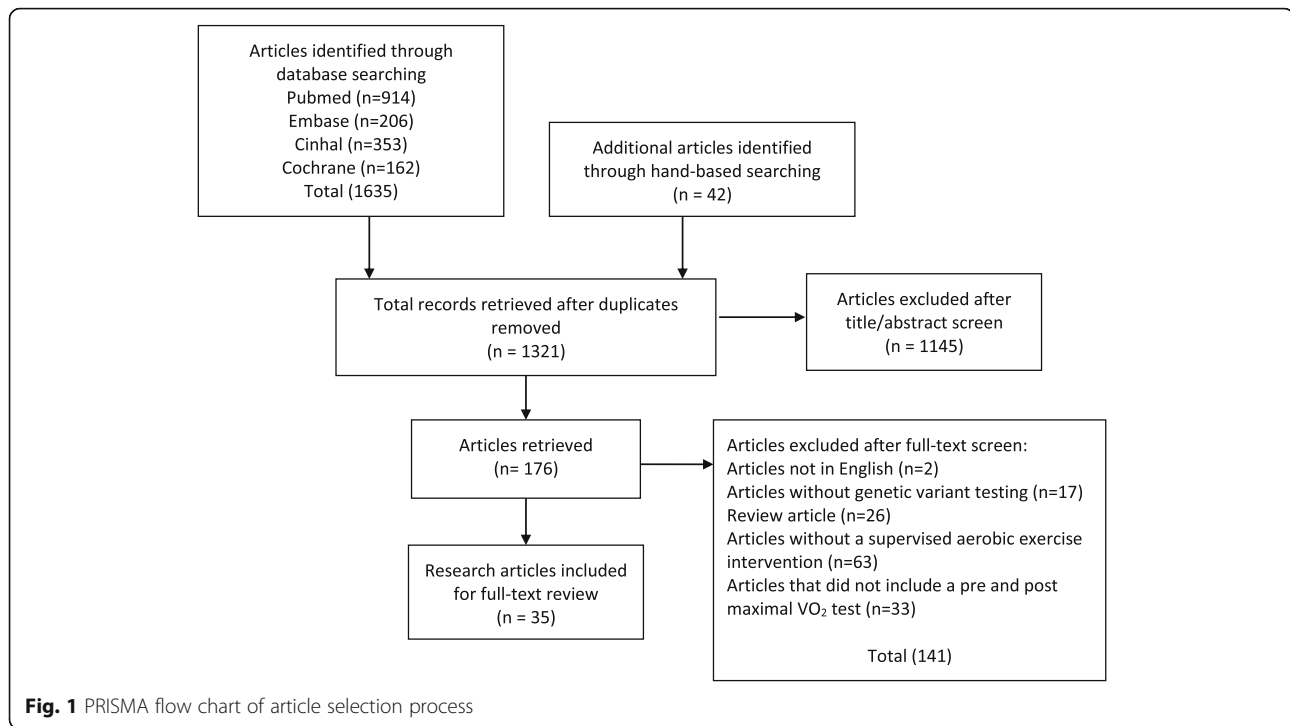 Articles identified through
database searching
Pubmed (n=914)
Embase (n=206)
Cinhal (n=353)
Cochrane (n=162)
Total (1635)
Additional articles identified
through hand-based searching
(n = 42)
Total records retrieved after duplicates
removed
(n = 1321)
Articles excluded after
title/abstract screen
(n = 1145)
Articles retrieved
(n= 176)
Articles excluded after full-text screen:
Articles not in English (n=2)
Articles without genetic variant testing (n=17)
Review article (n=26)
Articles without a supervised aerobic exercise
intervention (n=63)
Articles that did not include a pre and post
maximal VO₂ test (n=33)
Total (141)
Research articles included
for full-text review
(n = 35)
Fig. 1 PRISMA flow chart of article selection process